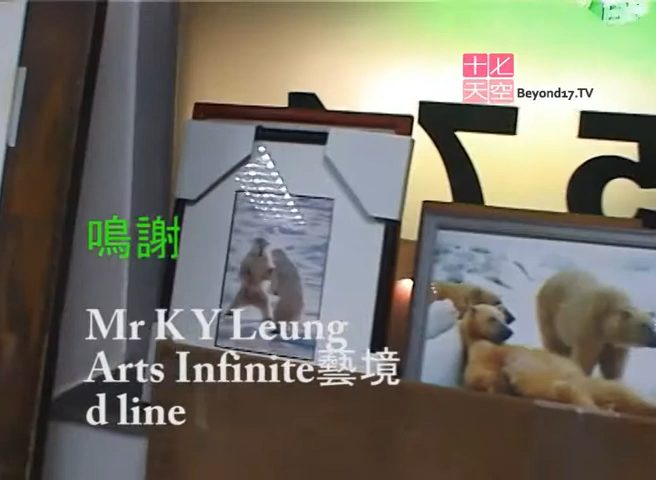 十七
天空 Beyond17.TV
鳴謝
Mr K Y Leung
Arts Infinite藝境
d line